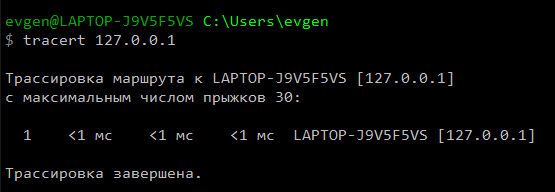 evgen@LAPTOP-J9V5F5VS C:\Users\evgen
$ tracert 127.0.0.1
Трассировка маршрута к LAPTOP-J9V5F5VS [127.0.0.1]
с максимальным числом прыжков 30:
1    <1 мс    <1 мс    <1 мс  LAPTOP-J9V5F5VS [127.0.0.1]
Трассировка завершена.